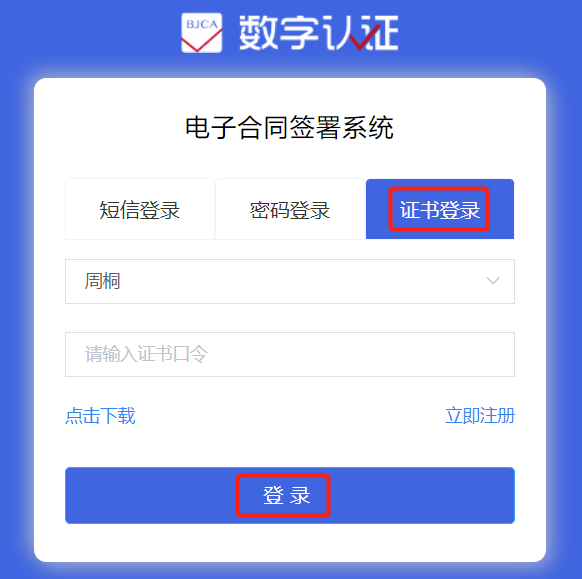 BJCA 数字认证
电子合同签署系统
短信登录 密码登录 证书登录
周桐
请输入证书口令
点击下载 立即注册
登 录